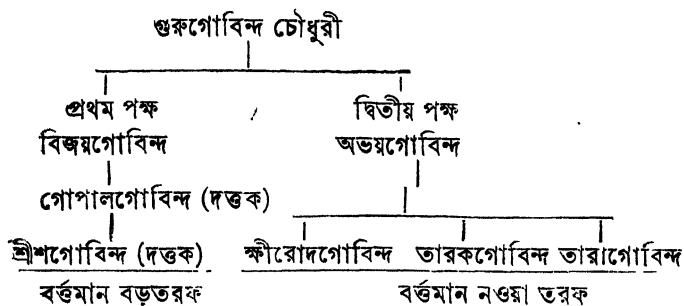 গুরুগোবিন্দ চৌধুরী
প্রথম পক্ষ দ্বিতীয় পক্ষ
বিজয়গোবিন্দ অভয়গোবিন্দ
গোপালগোবিন্দ (দত্তক)
শ্রীশগোবিন্দ (দত্তক) ক্ষীরোদগোবিন্দ তারকগোবিন্দ তারাগোবিন্দ
বর্ত্তমান বড়তরফ বর্ত্তমান নওয়া তরফ